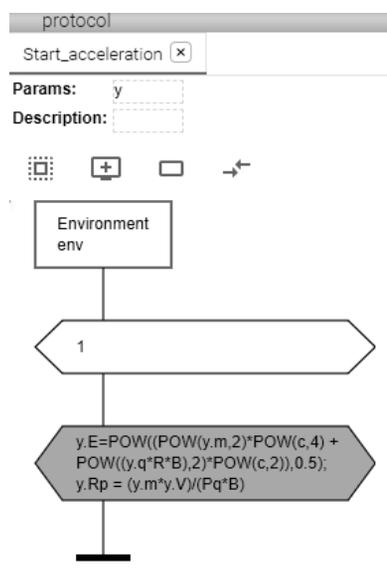 protocol
Start_acceleration
Params: y
Description:
Environment
env
1
y.E=POW((POW(y.m,2)*POW(c,4) +
POW((y.q*R*B),2)*POW(c,2)),0.5);
y.Rp = (y.m*y.V)/(Pq*B)